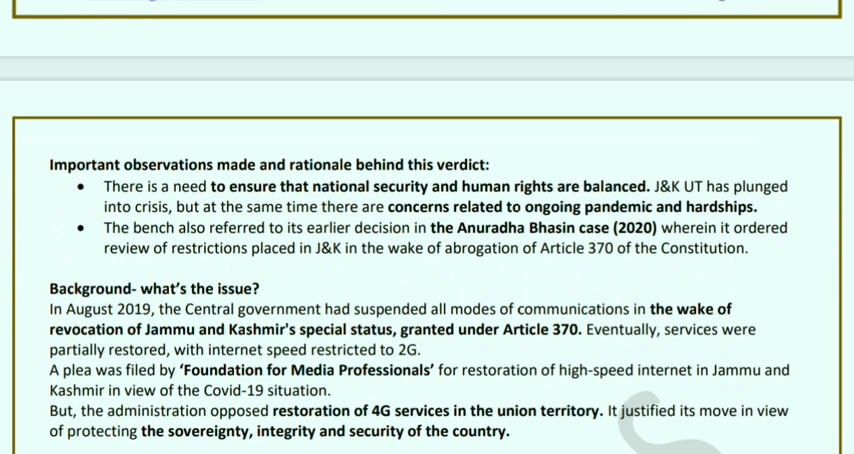 Important observations made and rationale behind this verdict:
• There is a need to ensure that national security and human rights are balanced. J&K UT has plunged
into crisis, but at the same time there are concerns related to ongoing pandemic and hardships.
• The bench also referred to its earlier decision in the Anuradha Bhasin case (2020) wherein it ordered
review of restrictions placed in J&K in the wake of abrogation of Article 370 of the Constitution.
Background- what's the issue?
In August 2019, the Central government had suspended all modes of communications in the wake of
revocation of Jammu and Kashmir's special status, granted under Article 370. Eventually, services were
partially restored, with internet speed restricted to 2G.
A plea was filed by ‘Foundation for Media Professionals’ for restoration of high-speed internet in Jammu and
Kashmir in view of the Covid-19 situation.
But, the administration opposed restoration of 4G services in the union territory. It justified its move in view
of protecting the sovereignty, integrity and security of the country.